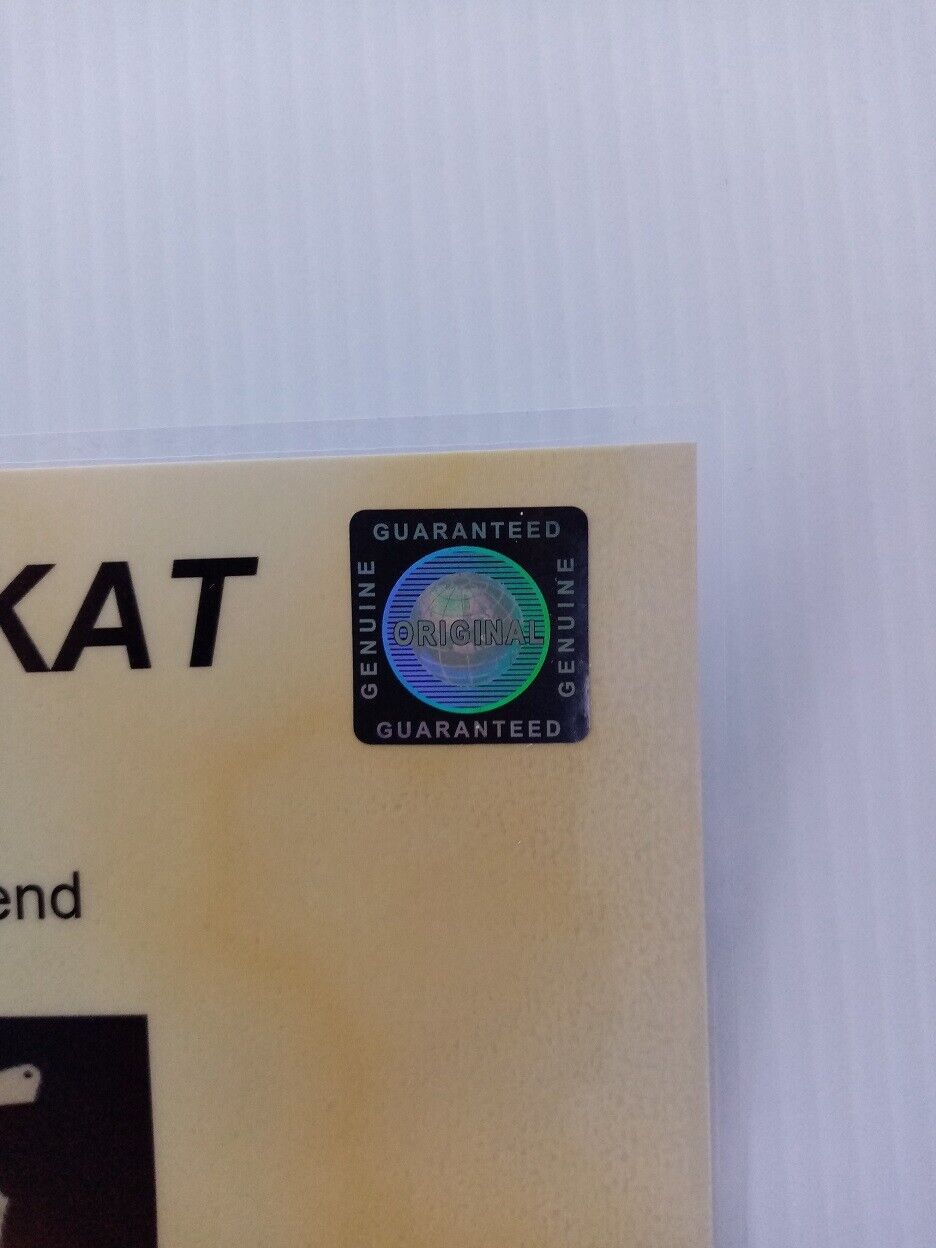 GUARANTEED
GENUINE
ORIGINAL
GENUINE
GUARANTEED
KAT
end